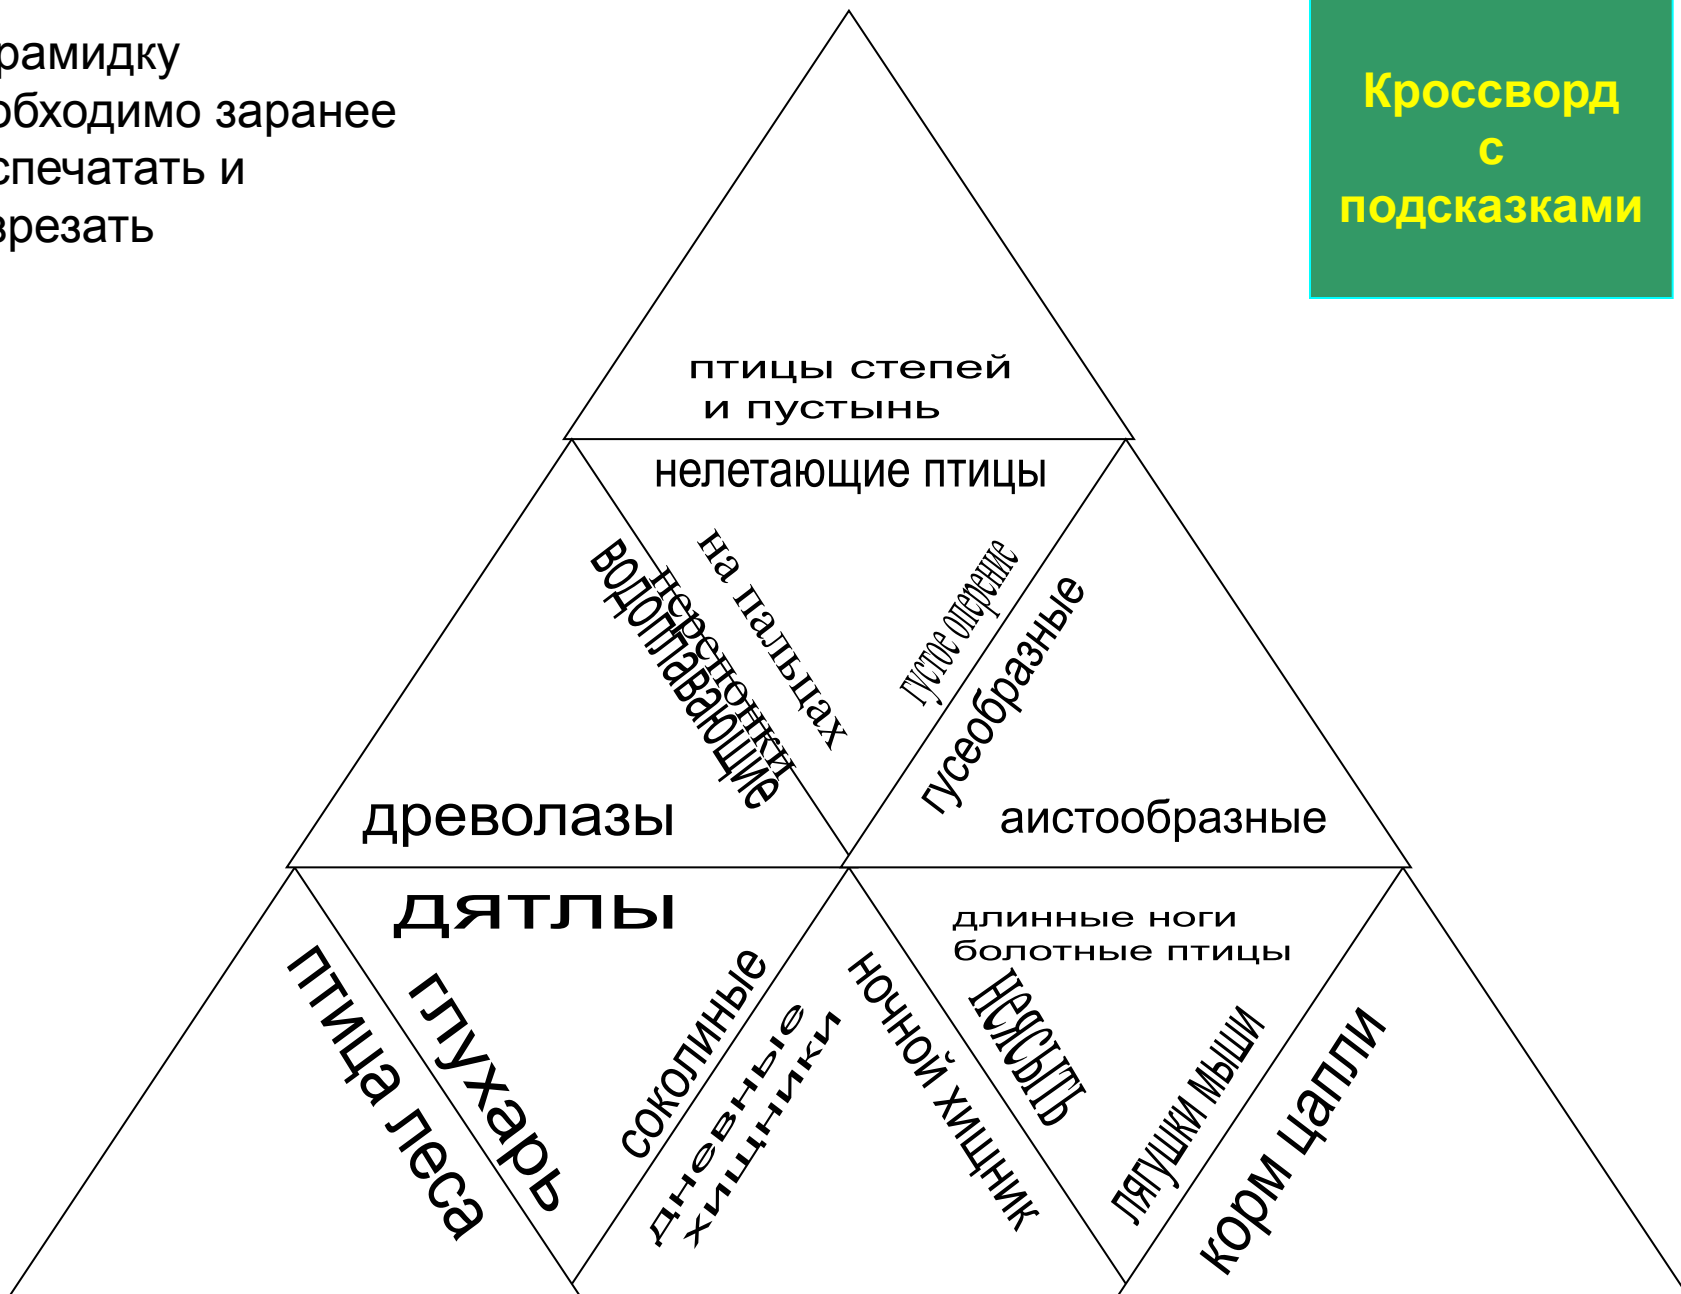 рамидку
обходимо заранее
спечатать и
зрезать
Кроссворд
с
подсказками
птицы степей
и пустынь
нелетающие птицы
на пальцах
перепонки
водоплавающие
густое оперение
гусеобразные
древолазы
аистообразные
дятлы
длинные ноги
болотные птицы
птица леса
глухарь
соколиные
дневные
хищники
ночной хищник
неясыть
лягушки мыши
корм цапли